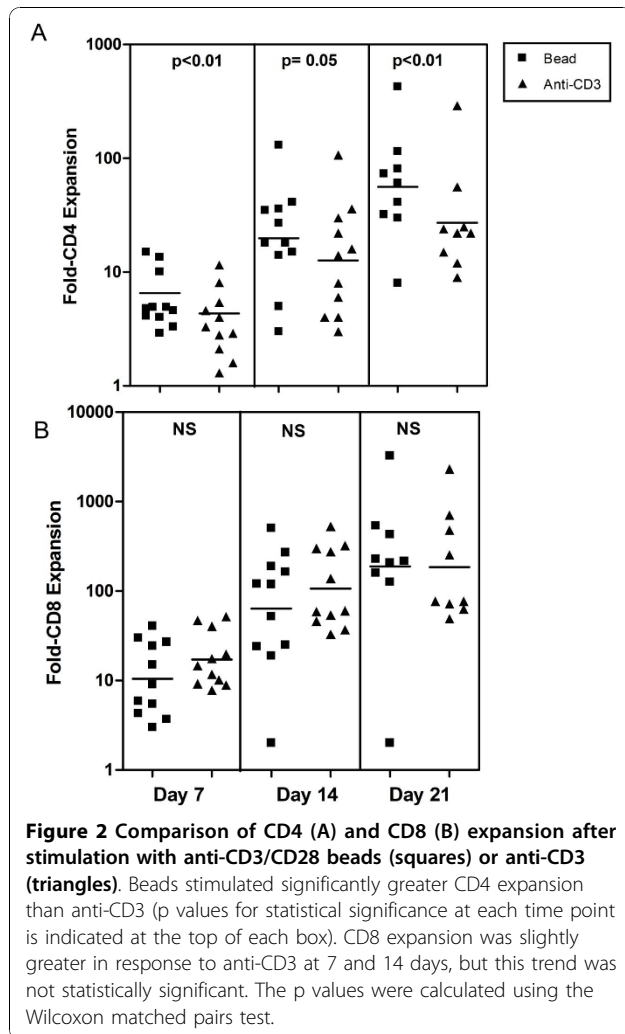 A
1000
p<0.01
p= 0.05
p<0.01
Bead
Anti-CD3
100
10
1
Fold-CD4 Expansion
B
10000
NS
NS
NS
1000
100
10
1
Fold-CD8 Expansion
Day 7
Day 14
Day 21
Figure 2 Comparison of CD4 (A) and CD8 (B) expansion after
stimulation with anti-CD3/CD28 beads (squares) or anti-CD3
(triangles). Beads stimulated significantly greater CD4 expansion
than anti-CD3 (p values for statistical significance at each time point
is indicated at the top of each box). CD8 expansion was slightly
greater in response to anti-CD3 at 7 and 14 days, but this trend was
not statistically significant. The p values were calculated using the
Wilcoxon matched pairs test.